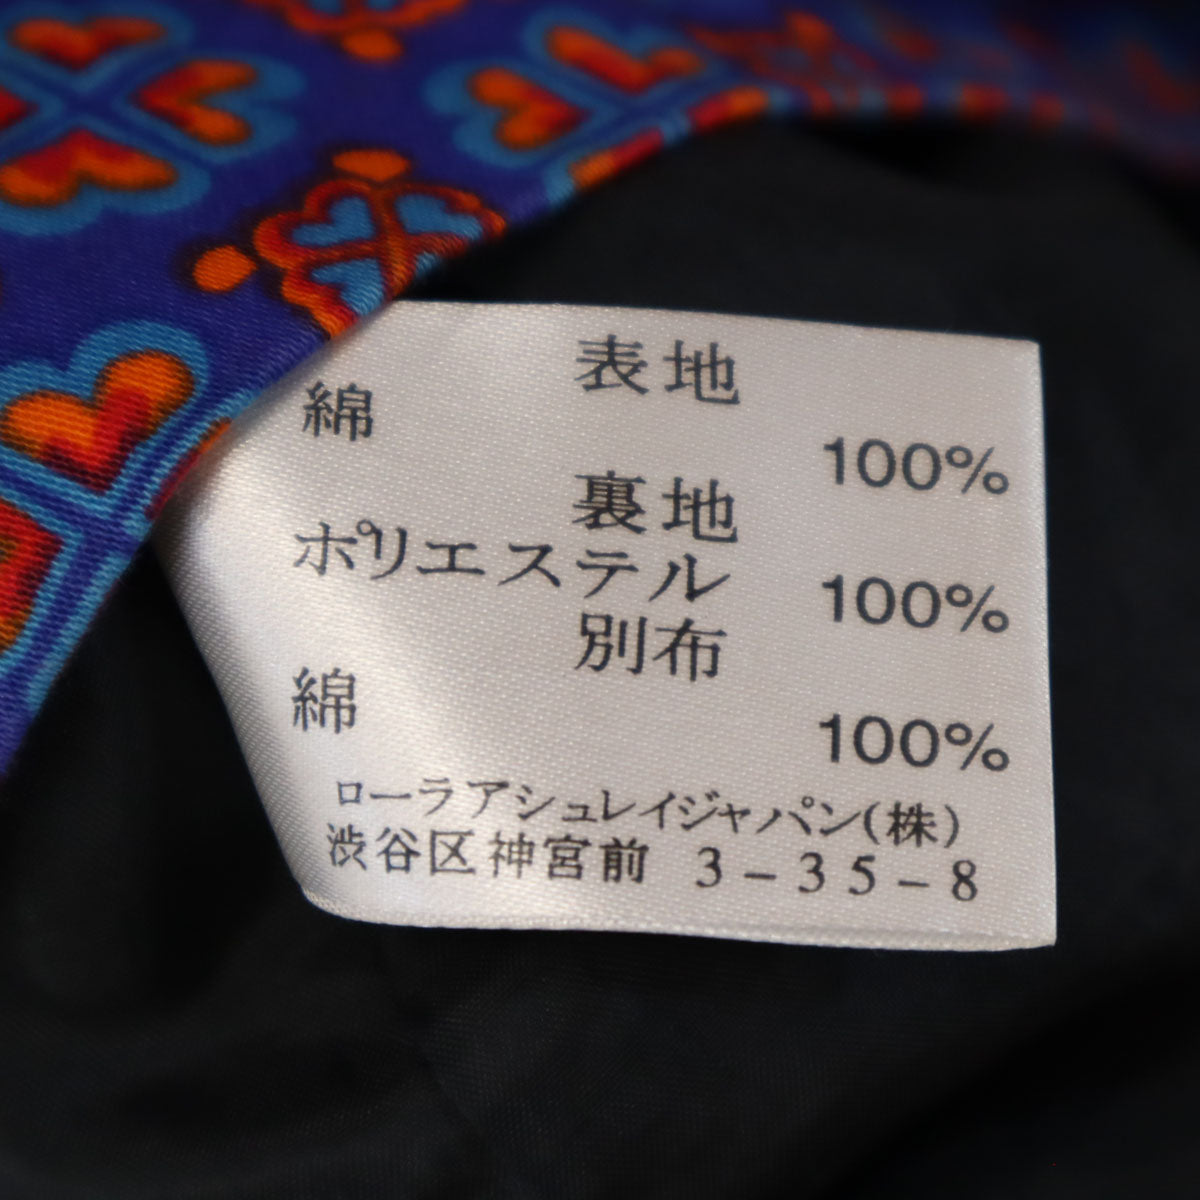 表地
綿 100%
裏地
ポリエステル 100%
別布
綿 100%
ローラアシュレイジャパン(株)
渋谷区神宮前 3-35-8